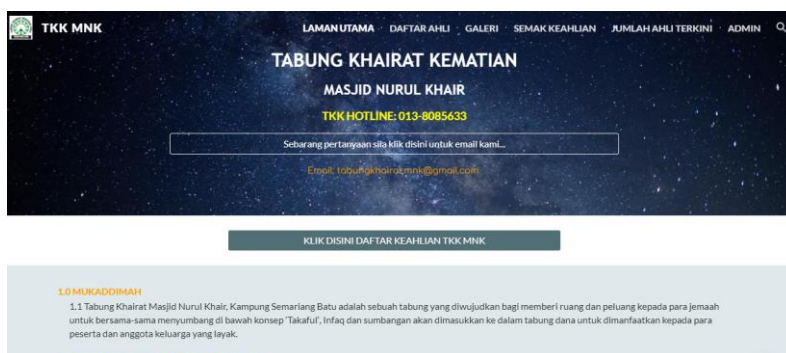 TKK MNK
LAMAN UTAMA DAFTAR AHLI GALERI SEMAK KEAHLIAN JUMLAH AHLI TERKINI ADMIN
TABUNG KHAIRAT KEMATIAN
MASJID NURUL KHAIR
TKK HOTLINE: 013-8085633
Sebarang pertanyaan sila klik disini untuk email kami...
Email: tabungkhairat.mnk@gmail.com
KLIK DISINI DAFTAR KEAHLIAN TKK MNK
1.0 MUKADDIMAH
1.1 Tabung Khairat Masjid Nurul Khair, Kampung Semariang Batu adalah sebuah tabung yang diwujudkan bagi memberi ruang dan peluang kepada para jemaah
untuk bersama-sama menyumbang di bawah konsep 'Takaful', Infaq dan sumbangan akan dimasukkan ke dalam tabung dana untuk dimanfaatkan kepada para
peserta dan anggota keluarga yang layak.